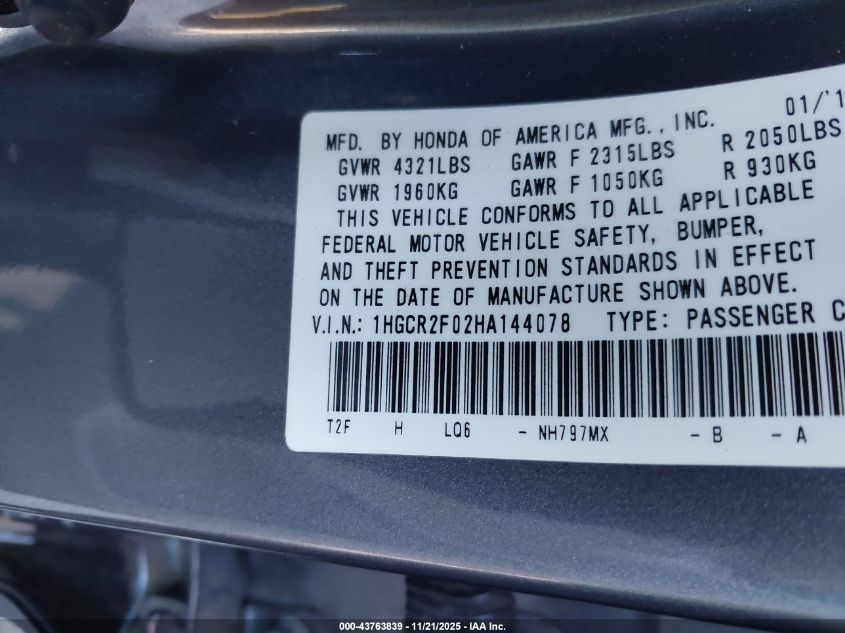 01/'1
MFD. BY HONDA OF AMERICA MFG., INC.
GVWR 4321LBS GAWR F 2315LBS R 2050LBS
GVWR 1960KG GAWR F 1050KG R 930KG
THIS VEHICLE CONFORMS TO ALL APPLICABLE
FEDERAL MOTOR VEHICLE SAFETY, BUMPER,
AND THEFT PREVENTION STANDARDS IN EFFECT
ON THE DATE OF MANUFACTURE SHOWN ABOVE.
V.I.N.: 1HGCR2F02HA144078 TYPE: PASSENGER C
T2F H LQ6 - NH797MX - B - A
000-43763839 - 11/21/2025 - IAA Inc.